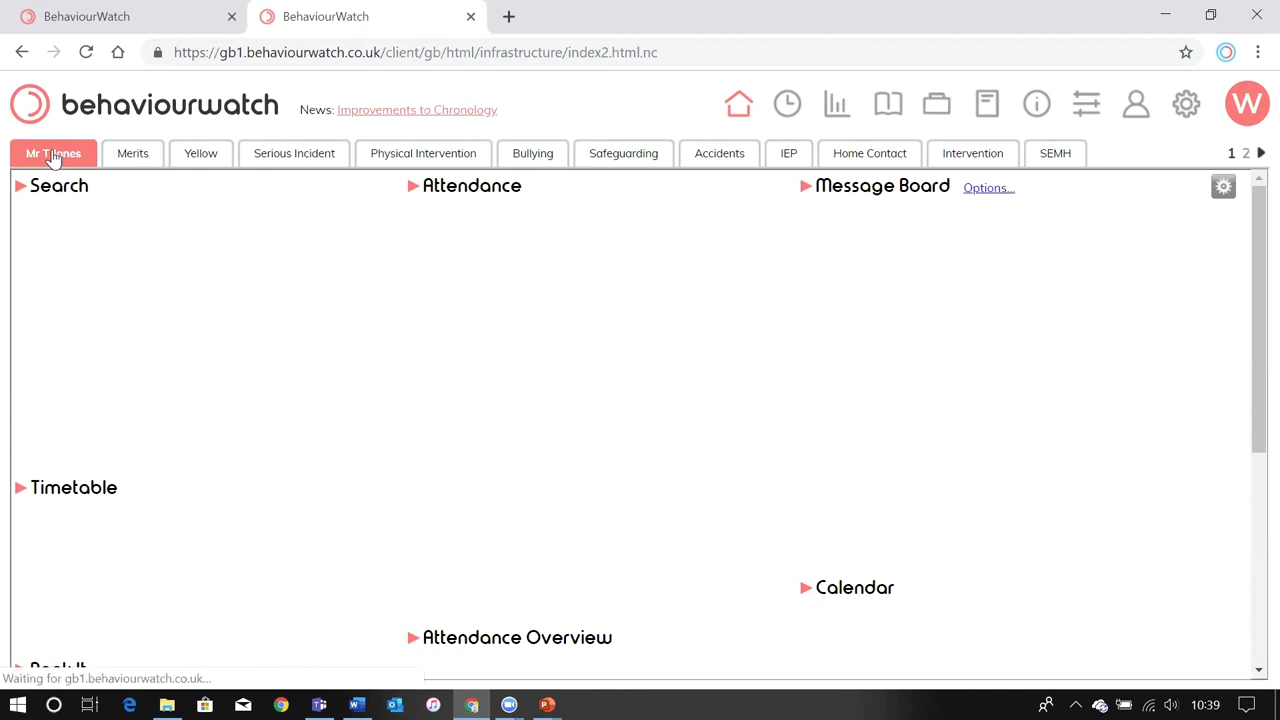 BehaviourWatch
BehaviourWatch
https://gb1.behaviourwatch.co.uk/client/gb/html/infrastructure/index2.html.nc
behaviourwatch
News: Improvements to Chronology
W
Mr T Jones Merits Yellow Serious Incident Physical Intervention Bullying Safeguarding Accidents IEP Home Contact Intervention SEMH 1 2
Search Attendance Message Board Options...
Timetable
Calendar
Attendance Overview
Waiting for gb1.behaviourwatch.co.uk...
10:39